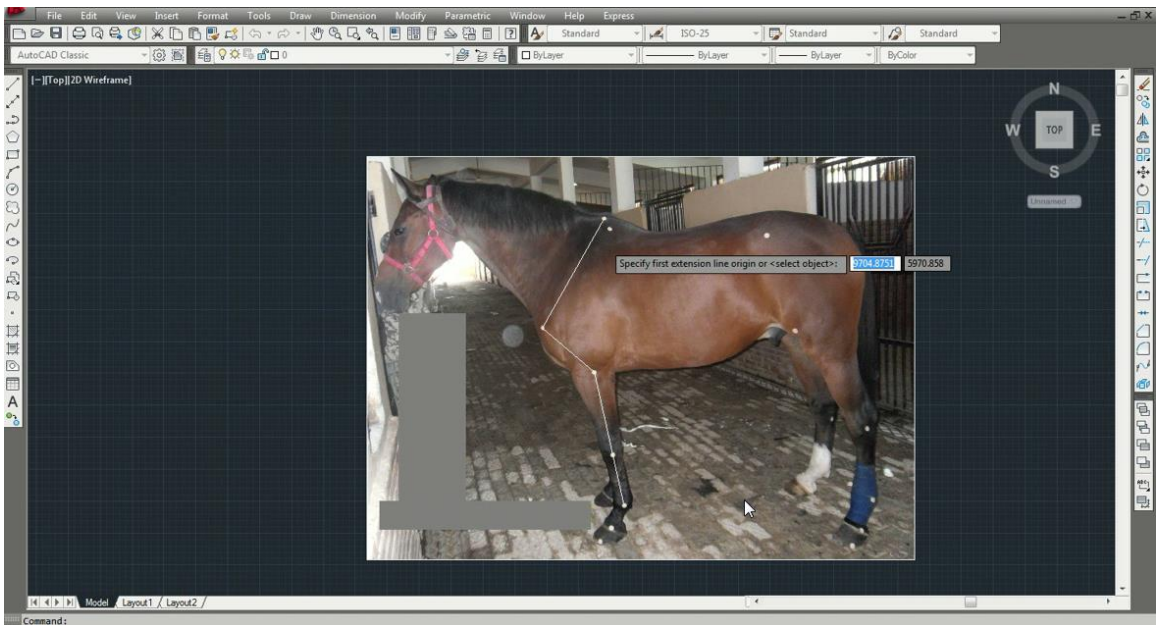 File Edit View Insert Format Tools Draw Dimension Modify Parametric Window Help Express
Standard ISO-25 Standard Standard
AutoCAD Classic 0 ByLayer ByLayer ByLayer ByColor
[–][Top][2D Wireframe]
N
W TOP E
S
Unnamed
Specify first extension line origin or <select object>: 9704.8751 5970.858
A
Model Layout1 Layout2
Command: